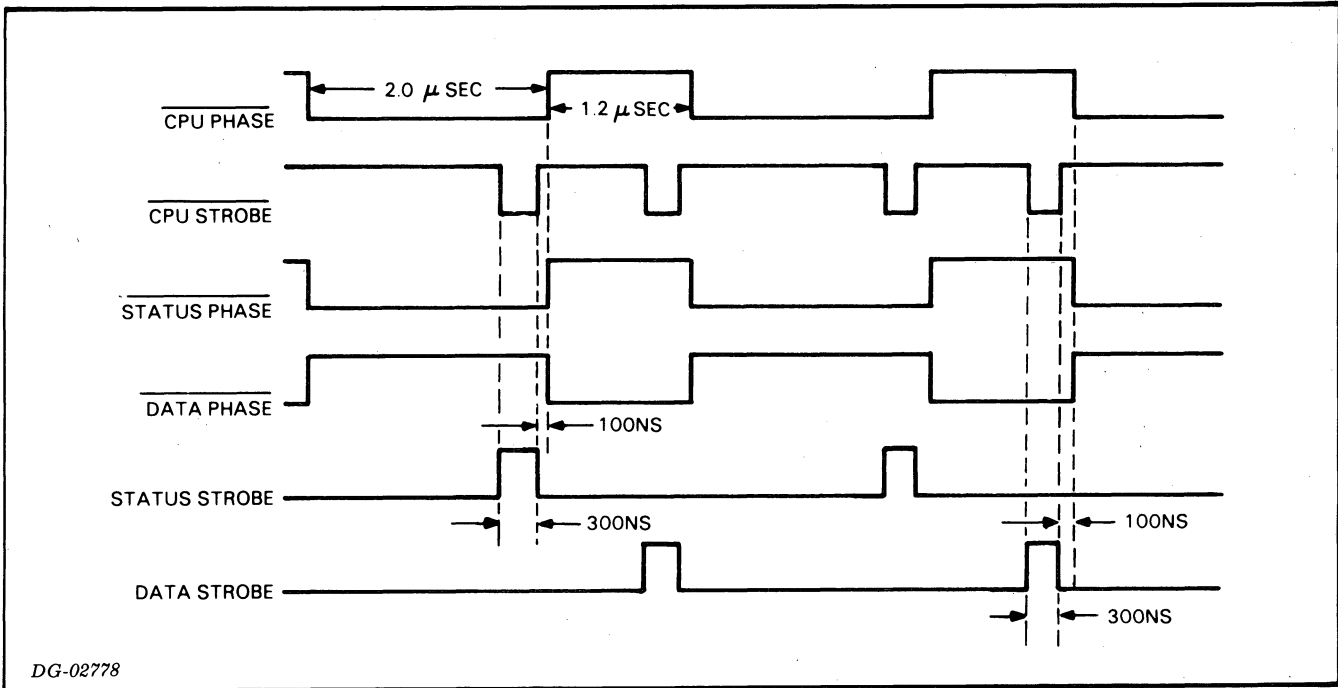 2.0 μ SEC
1.2 μ SEC
CPU PHASE
CPU STROBE
STATUS PHASE
DATA PHASE
100NS
STATUS STROBE
300NS
100NS
DATA STROBE
300NS
DG-02778